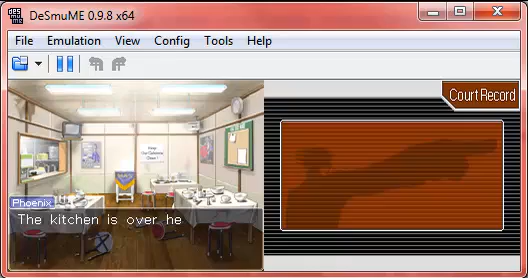 DeSmuME 0.9.8 x64
File Emulation View Config Tools Help
Court Record
Phoenix
The kitchen is over he